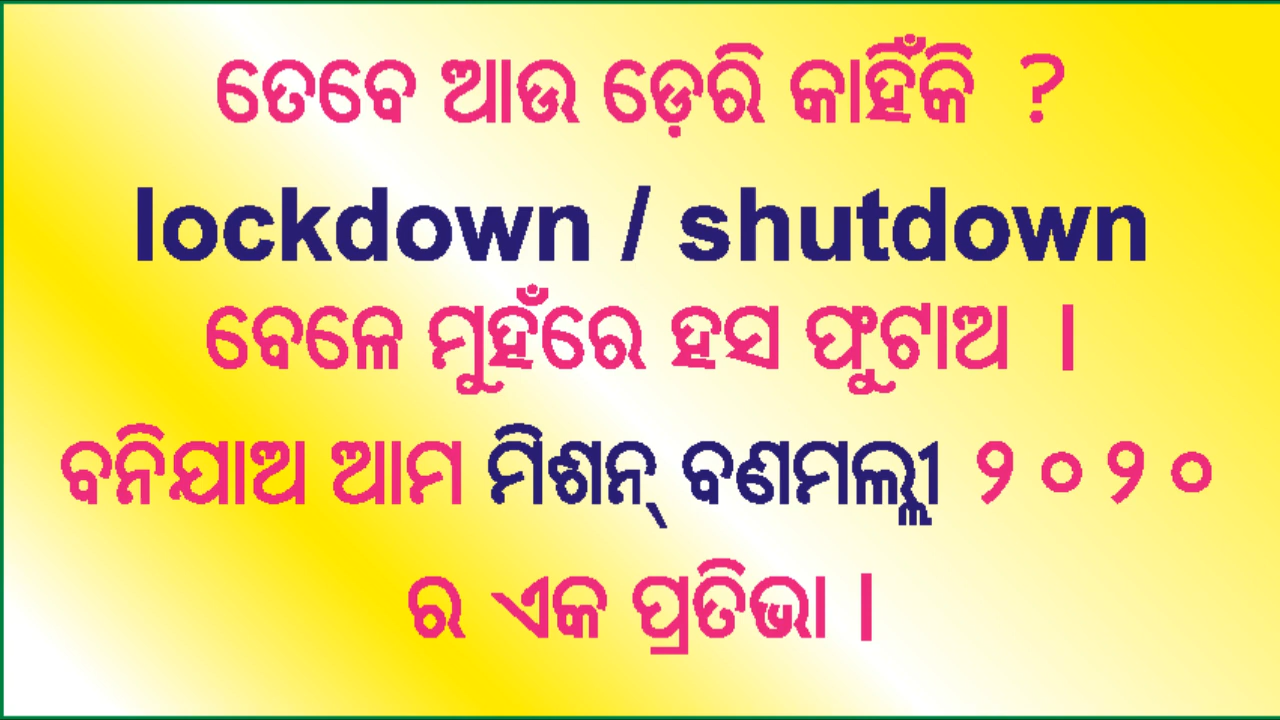 ତେବେ ଆଉ ଡ଼େରି କାହିଁକି ?
lockdown / shutdown
ବେଳେ ମୁହଁରେ ହସ ଫୁଟାଅ ।
ବନିଯାଅ ଆମ ମିଶନ୍ ବଣମଲ୍ଲୀ ୨୦୨୦
ର ଏକ ପ୍ରତିଭା ।